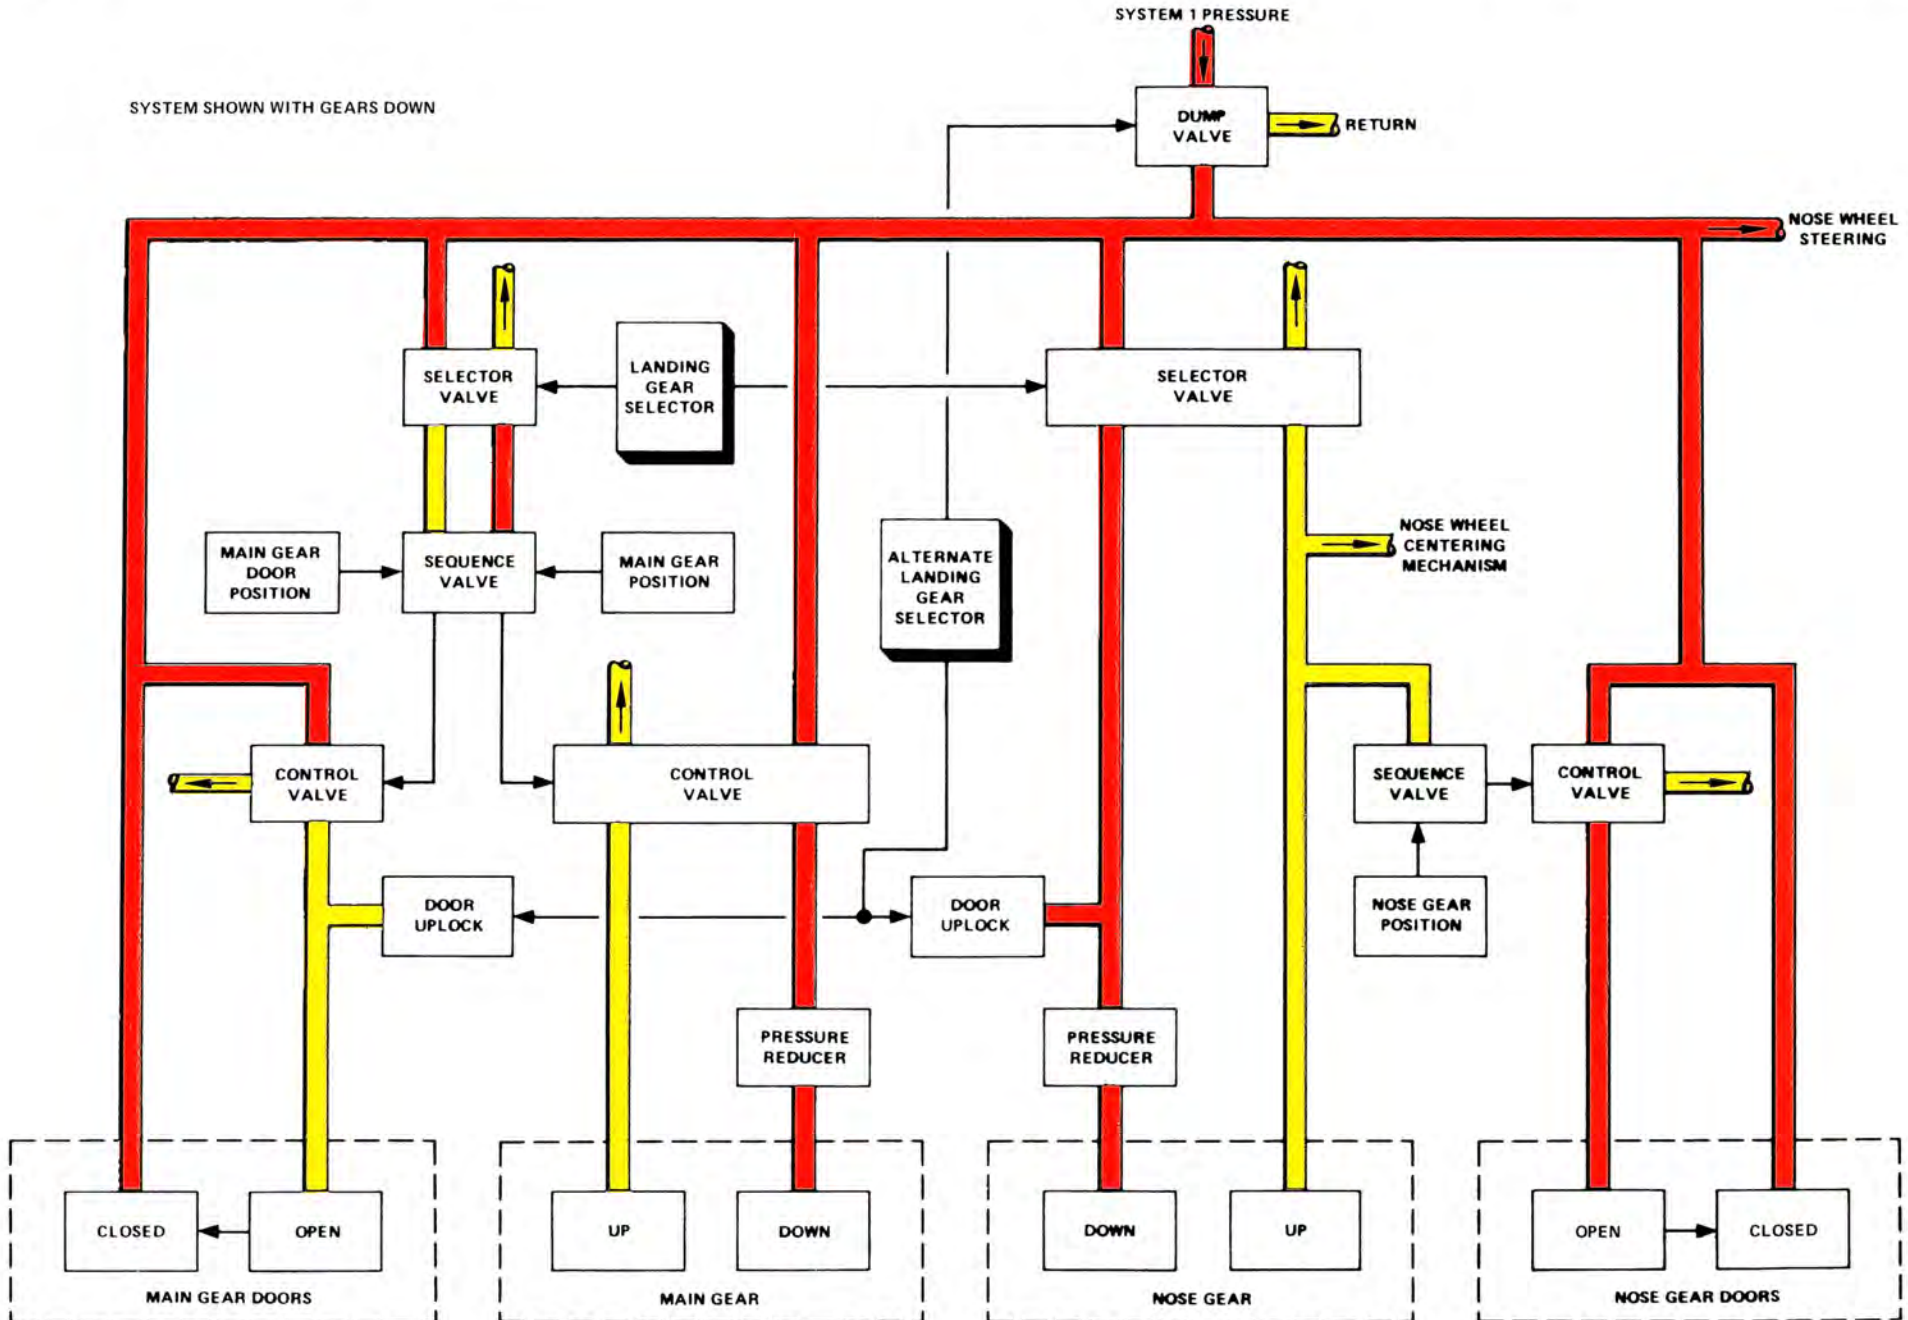 SYSTEM 1 PRESSURE
SYSTEM SHOWN WITH GEARS DOWN
DUMP
VALVE
RETURN
NOSE WHEEL
STEERING
SELECTOR
VALVE
LANDING
GEAR
SELECTOR
SELECTOR
VALVE
MAIN GEAR
DOOR
POSITION
SEQUENCE
VALVE
MAIN GEAR
POSITION
ALTERNATE
LANDING
GEAR
SELECTOR
NOSE WHEEL
CENTERING
MECHANISM
CONTROL
VALVE
CONTROL
VALVE
SEQUENCE
VALVE
CONTROL
VALVE
DOOR
UPLOCK
DOOR
UPLOCK
NOSE GEAR
POSITION
PRESSURE
REDUCER
PRESSURE
REDUCER
CLOSED
OPEN
UP
DOWN
DOWN
UP
OPEN
CLOSED
MAIN GEAR DOORS
MAIN GEAR
NOSE GEAR
NOSE GEAR DOORS